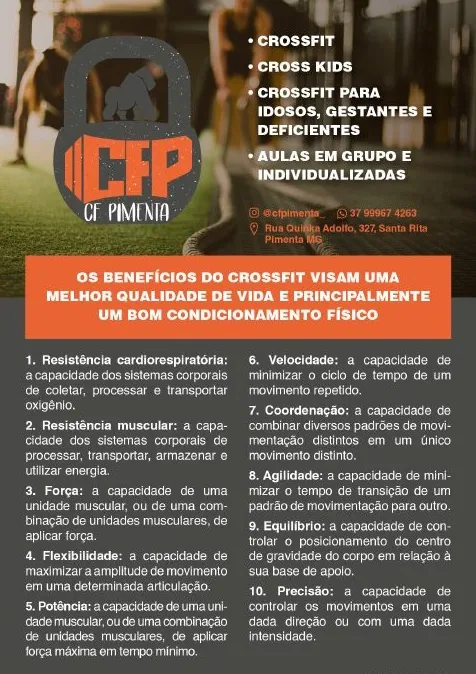 CFP
CF PIMENTA
• CROSSFIT
• CROSS KIDS
• CROSSFIT PARA
IDOSOS, GESTANTES E
DEFICIENTES
• AULAS EM GRUPO E
INDIVIDUALIZADAS
@cfpimenta_ 37 99967 4263
Rua Quinka Adolfo, 327, Santa Rita
Pimenta MG
OS BENEFÍCIOS DO CROSSFIT VISAM UMA
MELHOR QUALIDADE DE VIDA E PRINCIPALMENTE
UM BOM CONDICIONAMENTO FÍSICO
1. Resistência cardiorespiratória:
a capacidade dos sistemas corporais
de coletar, processar e transportar
oxigênio.
2. Resistência muscular: a capa-
cidade dos sistemas corporais de
processar, transportar, armazenar e
utilizar energia.
3. Força: a capacidade de uma
unidade muscular, ou de uma com-
binação de unidades musculares, de
aplicar força.
4. Flexibilidade: a capacidade de
maximizar a amplitude de movimento
em uma determinada articulação.
5. Potência: a capacidade de uma uni-
dade muscular, ou de uma combinação
de unidades musculares, de aplicar
força máxima em tempo mínimo.
6. Velocidade: a capacidade de
minimizar o ciclo de tempo de um
movimento repetido.
7. Coordenação: a capacidade de
combinar diversos padrões de movi-
mentação distintos em um único
movimento distinto.
8. Agilidade: a capacidade de mini-
mizar o tempo de transição de um
padrão de movimentação para outro.
9. Equilíbrio: a capacidade de con-
trolar o posicionamento do centro
de gravidade do corpo em relação à
sua base de apoio.
10. Precisão: a capacidade de
controlar os movimentos em uma
dada direção ou com uma dada
intensidade.